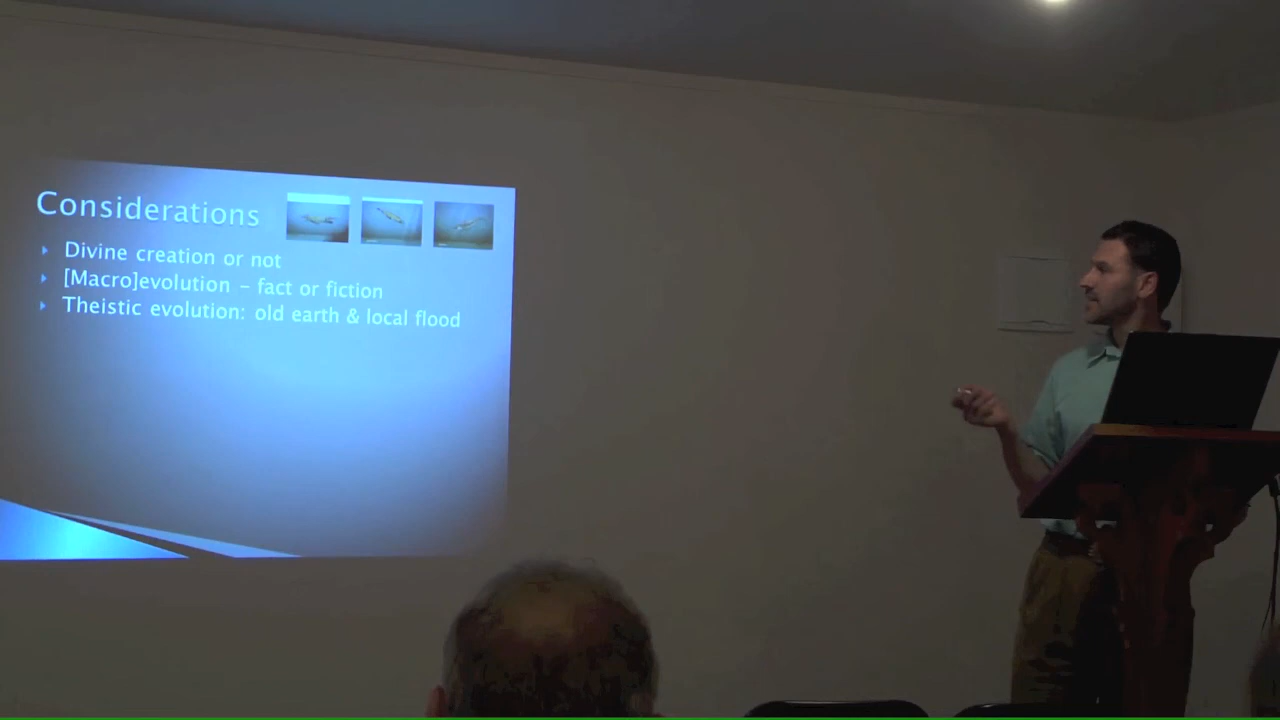 Considerations
Divine creation or not
[Macro]evolution – fact or fiction
Theistic evolution: old earth & local flood